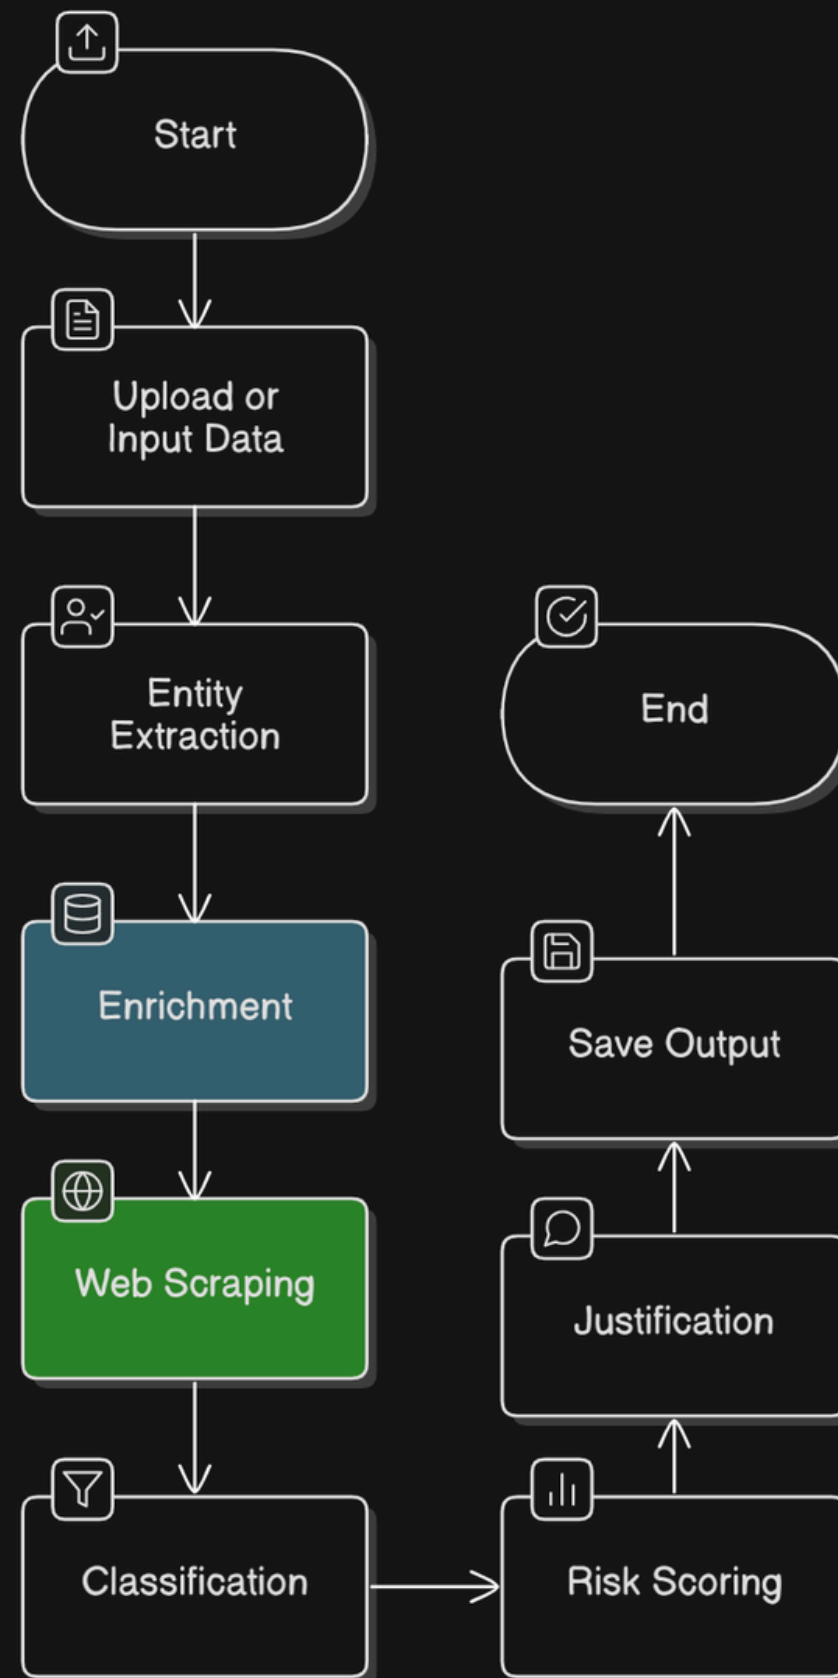 Start
Upload or
Input Data
Entity
Extraction
Enrichment
Web Scraping
Classification
Risk Scoring
Justification
Save Output
End